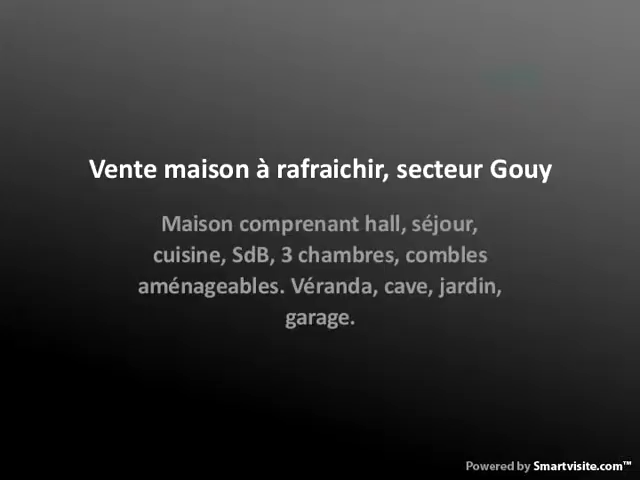 Vente maison à rafraichir, secteur Gouy
Maison comprenant hall, séjour,
cuisine, SdB, 3 chambres, combles
aménageables. Véranda, cave, jardin,
garage.
Powered by Smartvisite.com™